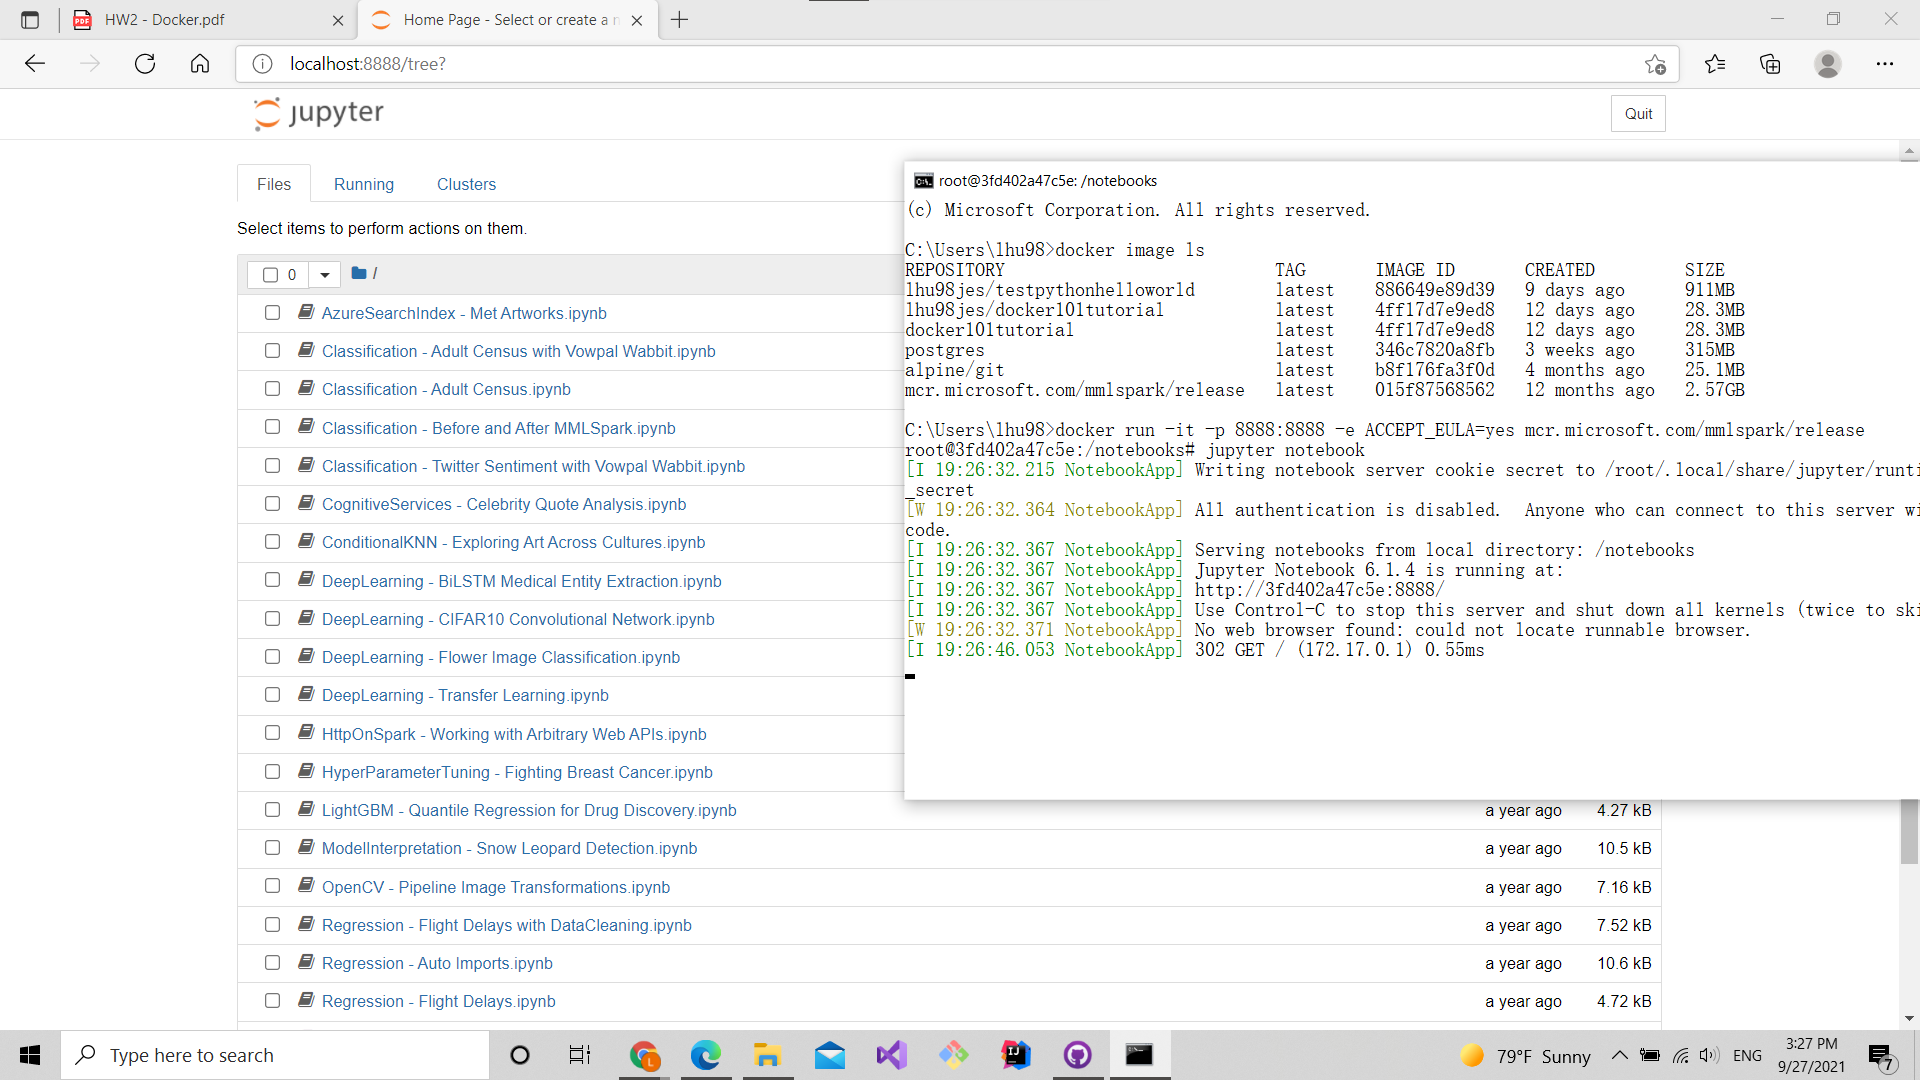 HW2 - Docker.pdf
Home Page - Select or create a n
localhost:8888/tree?
jupyter
Quit
Files
Running
Clusters
Select items to perform actions on them.
0
/
AzureSearchIndex - Met Artworks.ipynb
Classification - Adult Census with Vowpal Wabbit.ipynb
Classification - Adult Census.ipynb
Classification - Before and After MMLSpark.ipynb
Classification - Twitter Sentiment with Vowpal Wabbit.ipynb
CognitiveServices - Celebrity Quote Analysis.ipynb
ConditionalKNN - Exploring Art Across Cultures.ipynb
DeepLearning - BiLSTM Medical Entity Extraction.ipynb
DeepLearning - CIFAR10 Convolutional Network.ipynb
DeepLearning - Flower Image Classification.ipynb
DeepLearning - Transfer Learning.ipynb
HttpOnSpark - Working with Arbitrary Web APIs.ipynb
HyperParameterTuning - Fighting Breast Cancer.ipynb
LightGBM - Quantile Regression for Drug Discovery.ipynb a year ago 4.27 kB
ModelInterpretation - Snow Leopard Detection.ipynb a year ago 10.5 kB
OpenCV - Pipeline Image Transformations.ipynb a year ago 7.16 kB
Regression - Flight Delays with DataCleaning.ipynb a year ago 7.52 kB
Regression - Auto Imports.ipynb a year ago 10.6 kB
Regression - Flight Delays.ipynb a year ago 4.72 kB
root@3fd402a47c5e: /notebooks
(c) Microsoft Corporation. All rights reserved.
C:\Users\lhu98>docker image ls
REPOSITORY TAG IMAGE ID CREATED SIZE
lhu98jes/testpythonhelloworld latest 886649e89d39 9 days ago 911MB
lhu98jes/docker101tutorial latest 4ff17d7e9ed8 12 days ago 28.3MB
docker101tutorial latest 4ff17d7e9ed8 12 days ago 28.3MB
postgres latest 346c7820a8fb 3 weeks ago 315MB
alpine/git latest b8f176fa3f0d 4 months ago 25.1MB
mcr.microsoft.com/mmlspark/release latest 015f87568562 12 months ago 2.57GB
C:\Users\lhu98>docker run -it -p 8888:8888 -e ACCEPT_EULA=yes mcr.microsoft.com/mmlspark/release
root@3fd402a47c5e:/notebooks# jupyter notebook
[I 19:26:32.215 NotebookApp] Writing notebook server cookie secret to /root/.local/share/jupyter/runti
_secret
[W 19:26:32.364 NotebookApp] All authentication is disabled.  Anyone who can connect to this server wi
code.
[I 19:26:32.367 NotebookApp] Serving notebooks from local directory: /notebooks
[I 19:26:32.367 NotebookApp] Jupyter Notebook 6.1.4 is running at:
[I 19:26:32.367 NotebookApp] http://3fd402a47c5e:8888/
[I 19:26:32.367 NotebookApp] Use Control-C to stop this server and shut down all kernels (twice to ski
[W 19:26:32.371 NotebookApp] No web browser found: could not locate runnable browser.
[I 19:26:46.053 NotebookApp] 302 GET / (172.17.0.1) 0.55ms
Type here to search
79°F Sunny
ENG
3:27 PM
9/27/2021
7